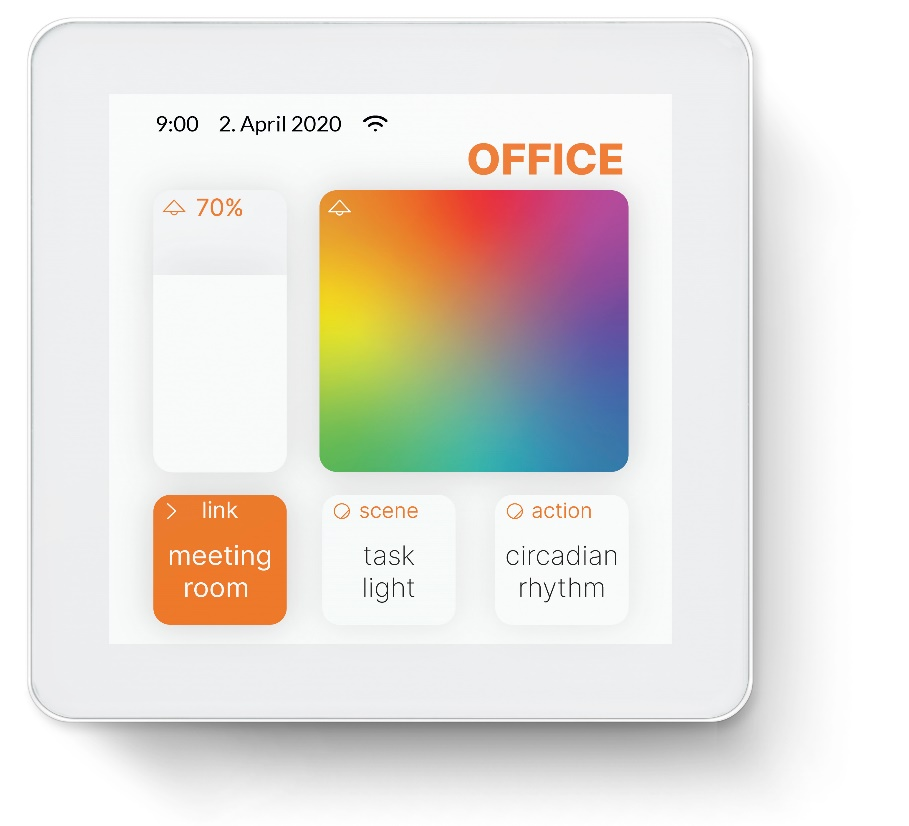 9:00 2. April 2020
OFFICE
70%
link
meeting
room
scene
task
light
action
circadian
rhythm